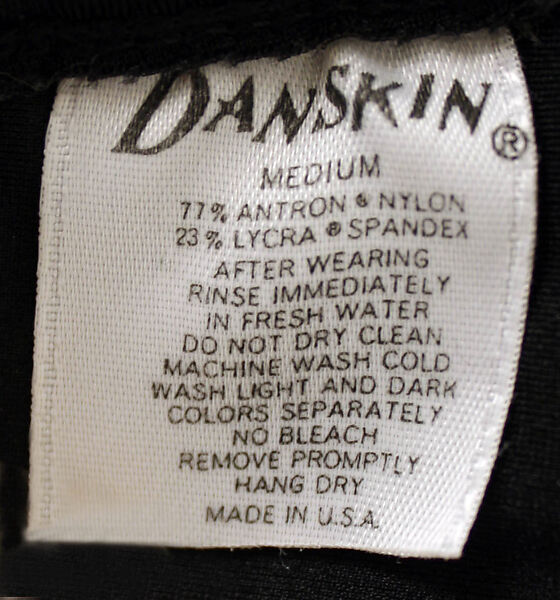 DANSKIN®
MEDIUM
77% ANTRON ® NYLON
23% LYCRA ® SPANDEX
AFTER WEARING
RINSE IMMEDIATELY
IN FRESH WATER
DO NOT DRY CLEAN
MACHINE WASH COLD
WASH LIGHT AND DARK
COLORS SEPARATELY
NO BLEACH
REMOVE PROMPTLY
HANG DRY
MADE IN U.S.A.